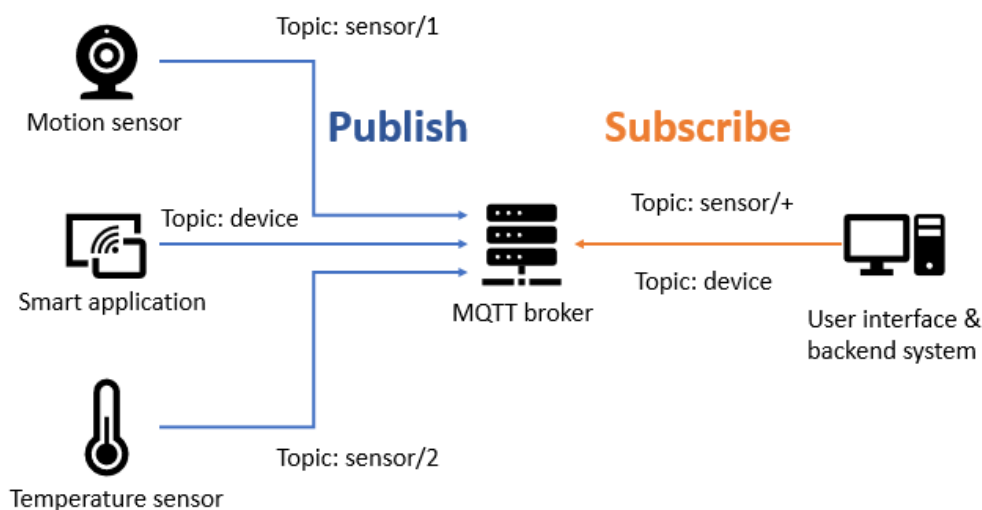 Topic: sensor/1
Motion sensor
Publish
Subscribe
Topic: device
Topic: sensor/+
Smart application
MQTT broker
Topic: device
User interface &
backend system
Topic: sensor/2
Temperature sensor